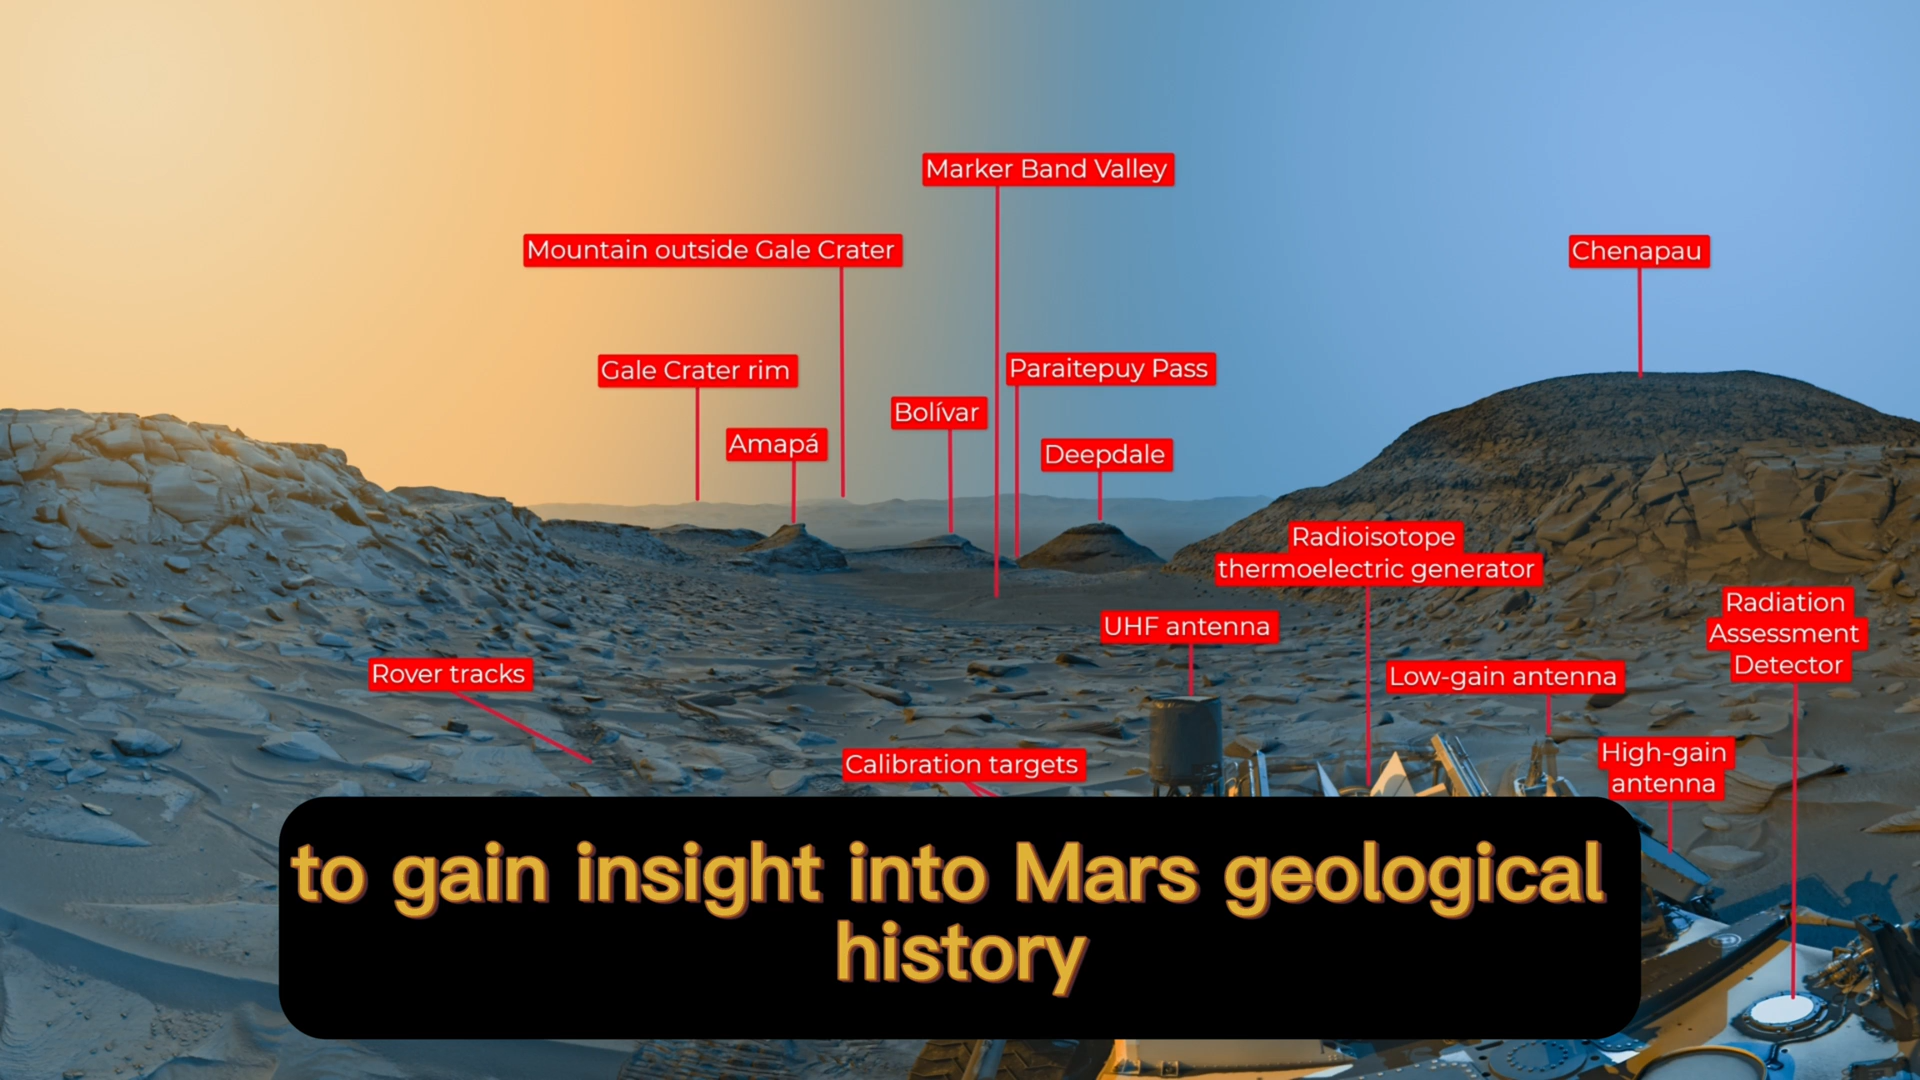 Marker Band Valley
Mountain outside Gale Crater
Chenapau
Gale Crater rim
Paraitepuy Pass
Bolívar
Amapá
Deepdale
Radioisotope
thermoelectric generator
Radiation
Assessment
Detector
UHF antenna
Rover tracks
Low-gain antenna
High-gain
antenna
Calibration targets
to gain insight into Mars geological
history